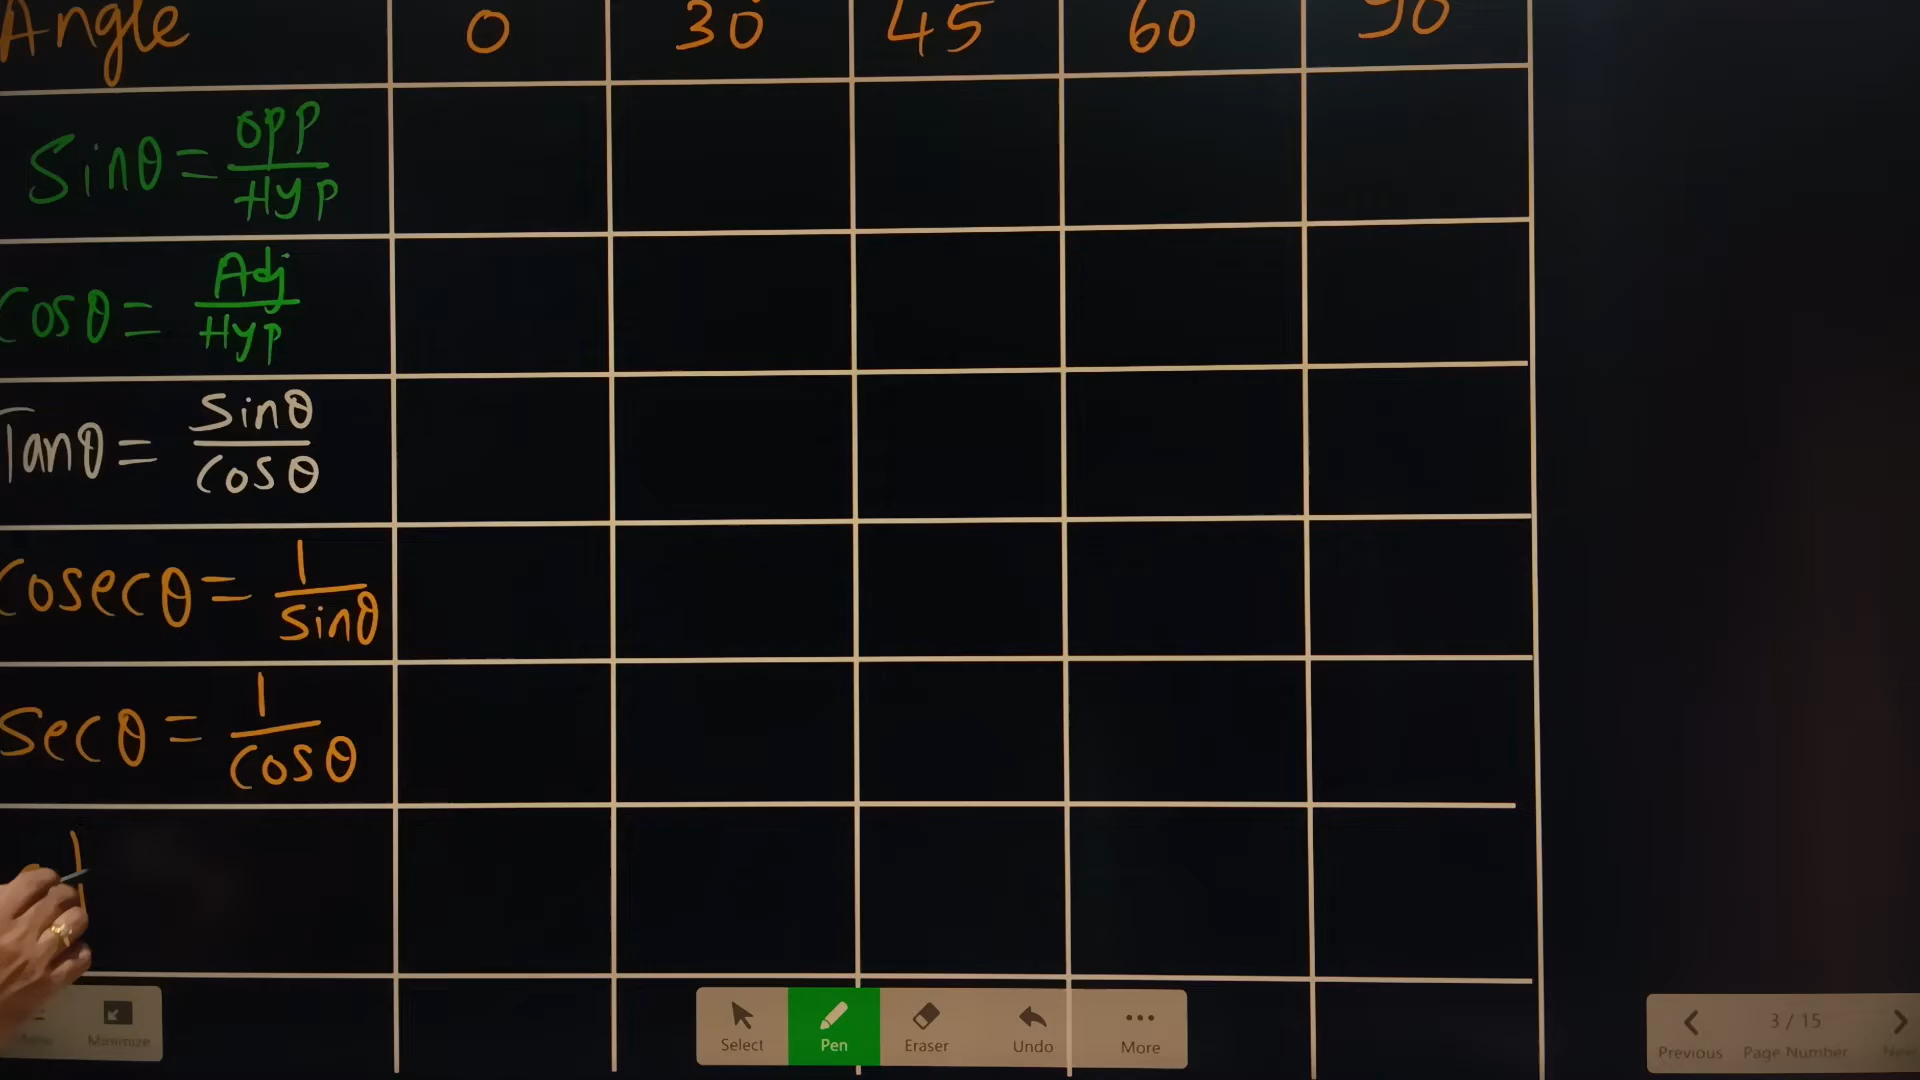 Angle 0 30 45 60 90
Sinθ = opp/Hyp
Cosθ = Adj/Hyp
Tanθ = Sinθ/Cosθ
Cosecθ = 1/Sinθ
Secθ = 1/Cosθ
Maximize
Select Pen Eraser Undo More
3 / 15
Previous Page Number